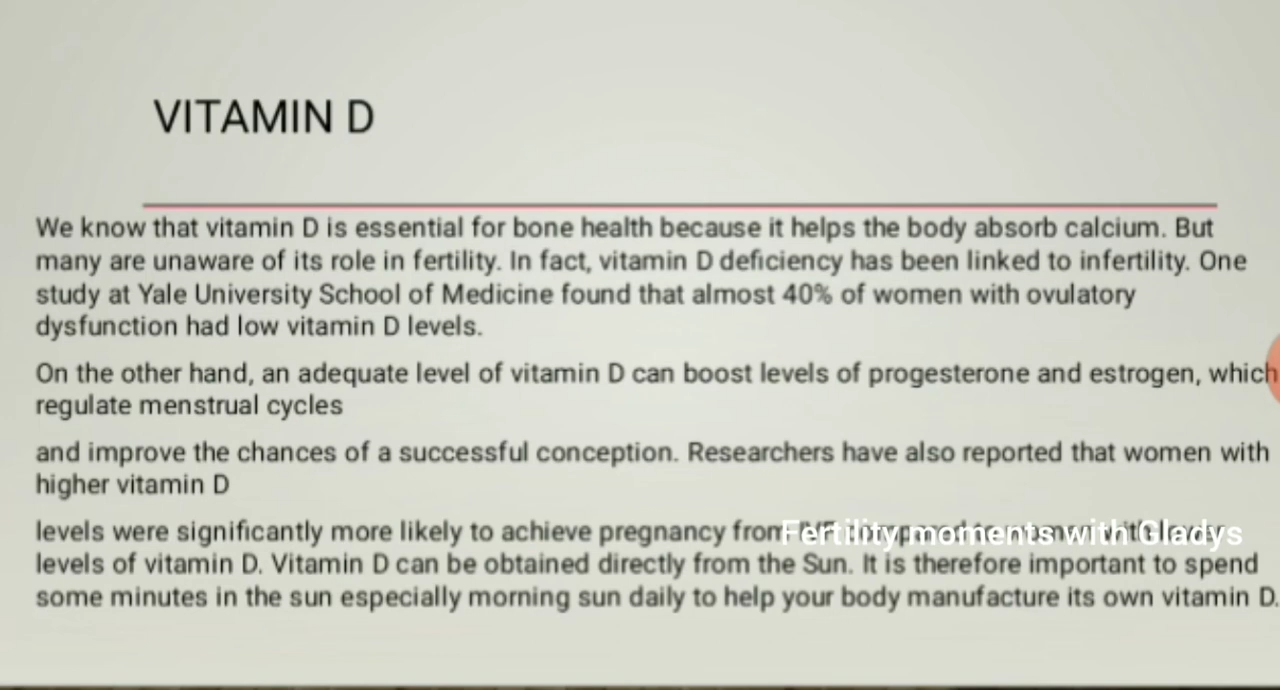 VITAMIN D
We know that vitamin D is essential for bone health because it helps the body absorb calcium. But
many are unaware of its role in fertility. In fact, vitamin D deficiency has been linked to infertility. One
study at Yale University School of Medicine found that almost 40% of women with ovulatory
dysfunction had low vitamin D levels.
On the other hand, an adequate level of vitamin D can boost levels of progesterone and estrogen, which
regulate menstrual cycles
and improve the chances of a successful conception. Researchers have also reported that women with
higher vitamin D
levels were significantly more likely to achieve pregnancy from
Fertility moments with Gladys
levels of vitamin D. Vitamin D can be obtained directly from the Sun. It is therefore important to spend
some minutes in the sun especially morning sun daily to help your body manufacture its own vitamin D.